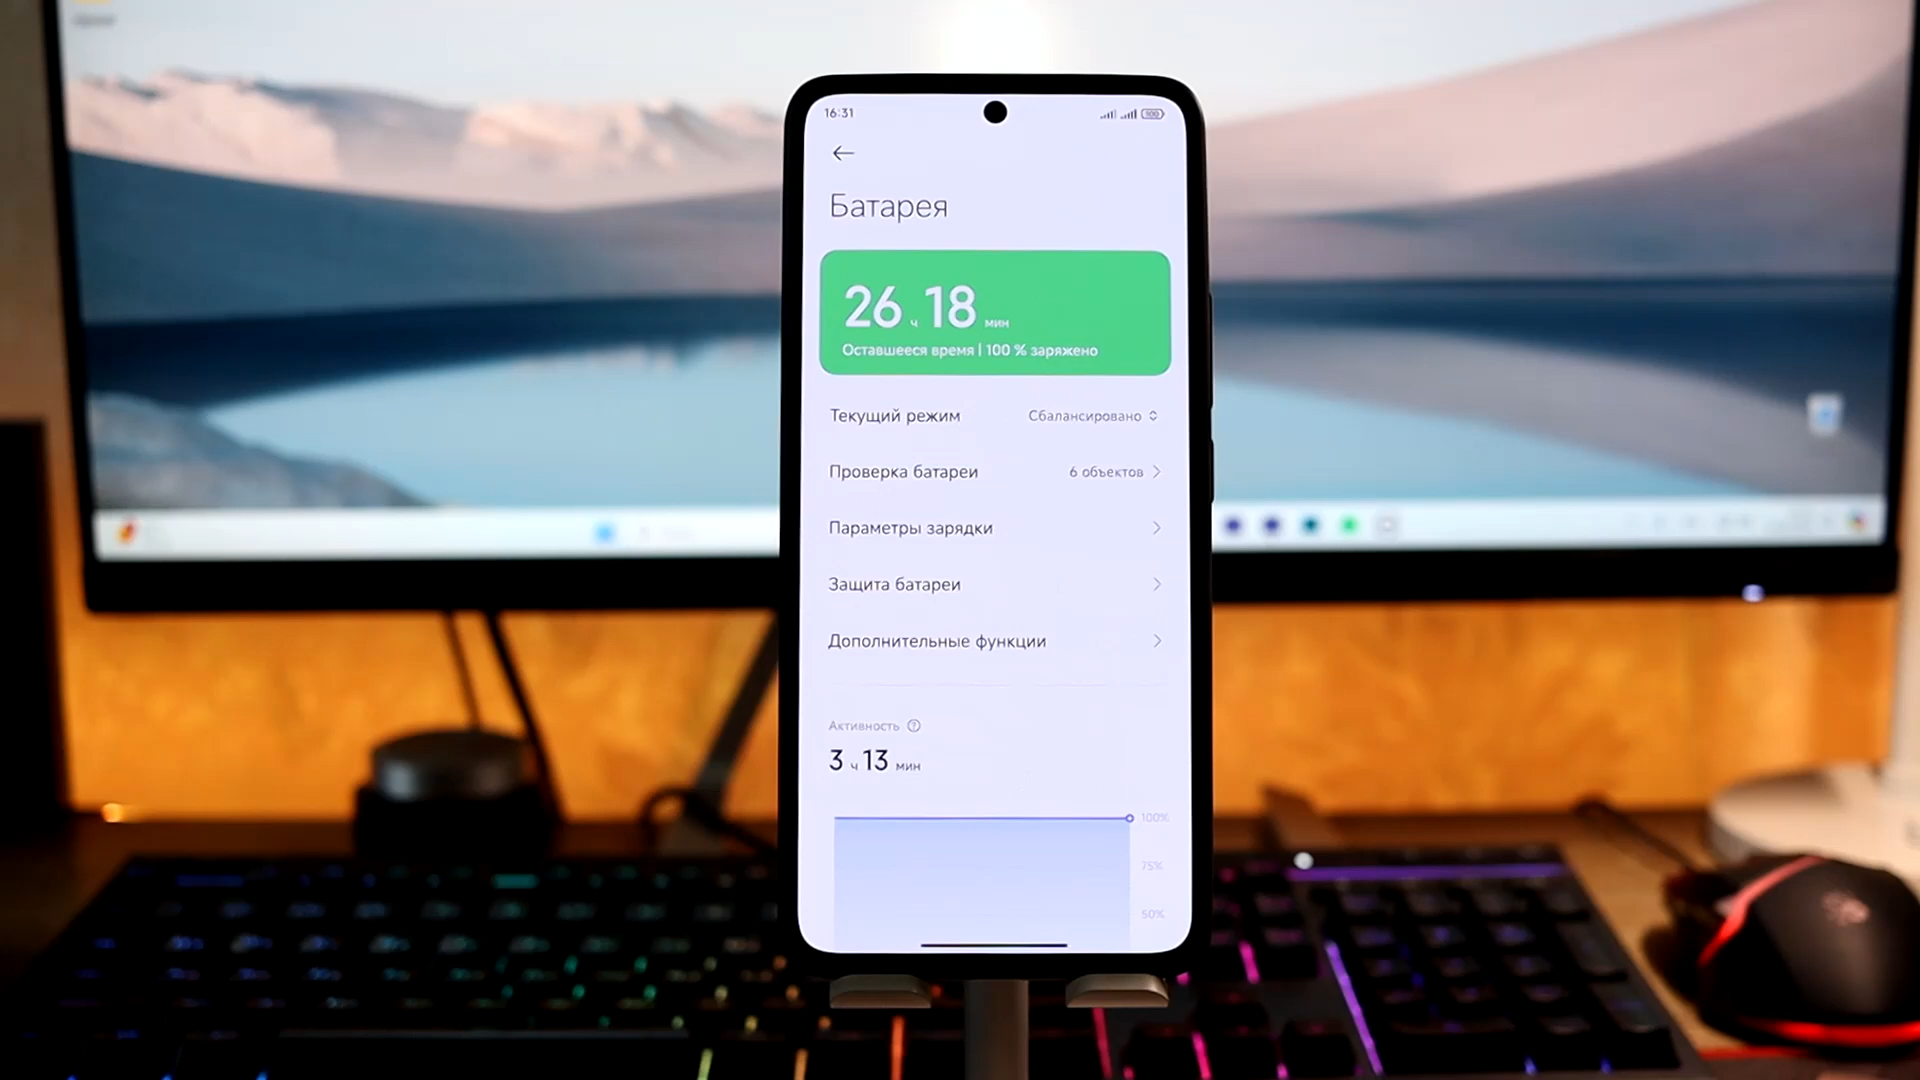 16:31
100
Батарея
26 ч 18 мин
Оставшееся время | 100 % заряжено
Текущий режим
Сбалансировано
Проверка батареи
6 объектов
Параметры зарядки
Защита батареи
Дополнительные функции
Активность ?
3 ч 13 мин
100%
75%
50%